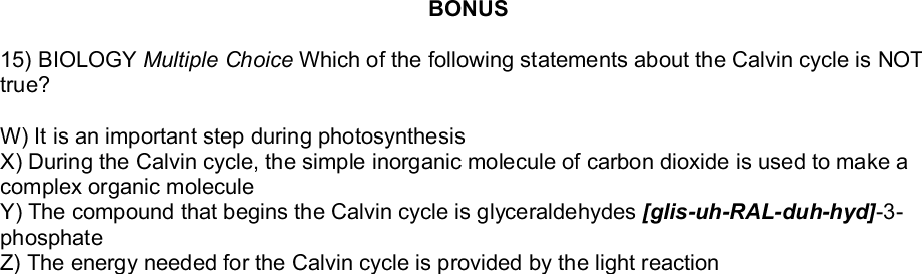 BONUS
15) BIOLOGY Multiple Choice Which of the following statements about the Calvin cycle is NOT
true?
W) It is an important step during photosynthesis
X) During the Calvin cycle, the simple inorganic molecule of carbon dioxide is used to make a
complex organic molecule
Y) The compound that begins the Calvin cycle is glyceraldehydes [glis-uh-RAL-duh-hyd]-3-
phosphate
Z) The energy needed for the Calvin cycle is provided by the light reaction